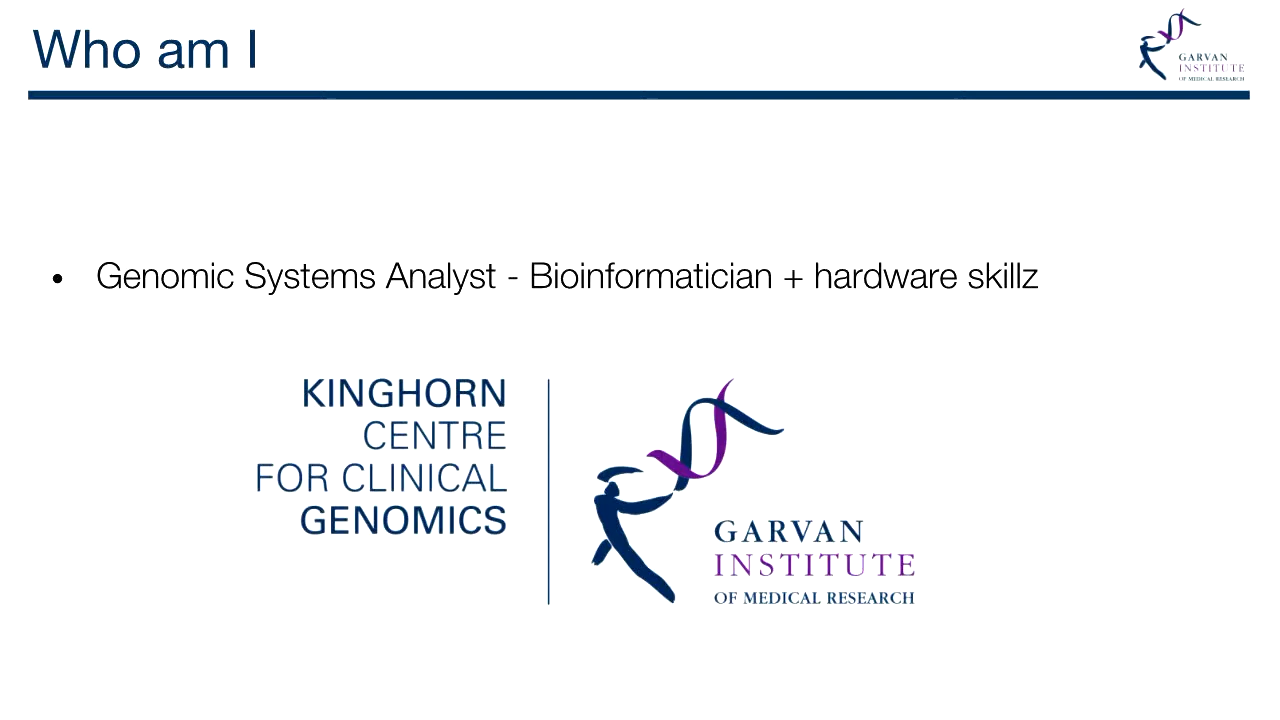 Who am I
GARVAN
INSTITUTE
OF MEDICAL RESEARCH
• Genomic Systems Analyst - Bioinformatician + hardware skillz
KINGHORN
CENTRE
FOR CLINICAL
GENOMICS
GARVAN
INSTITUTE
OF MEDICAL RESEARCH